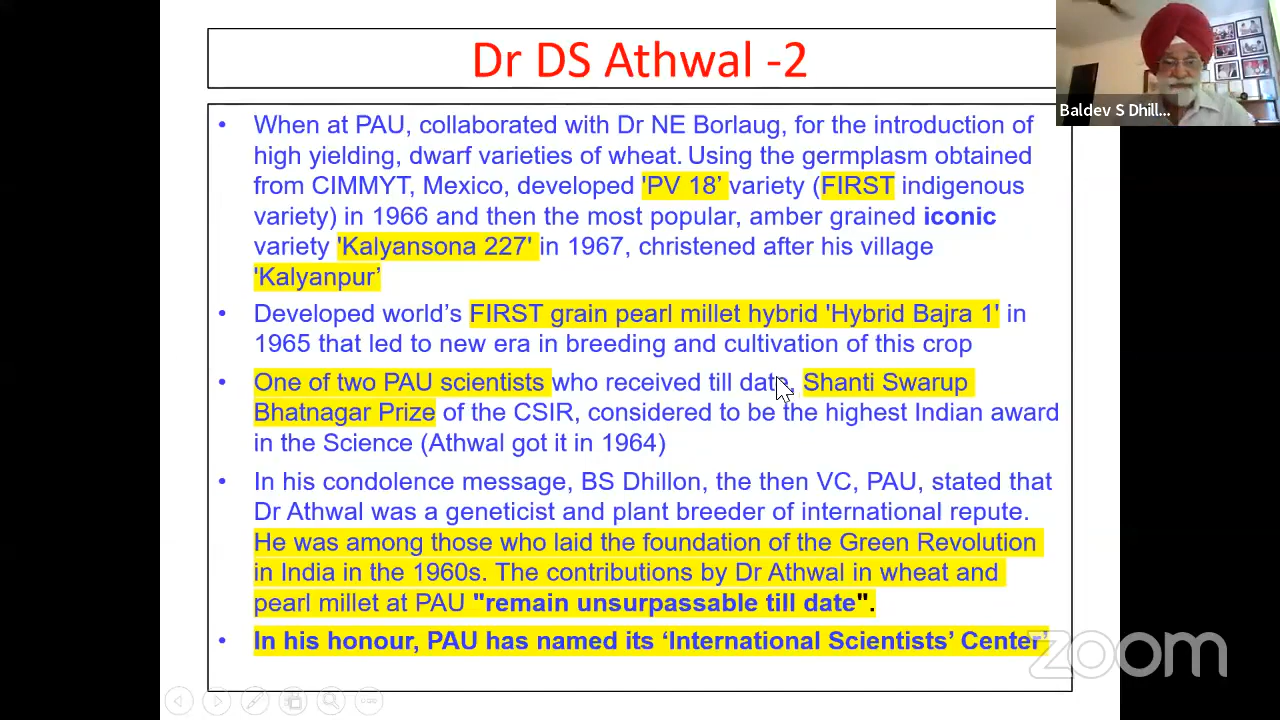 Dr DS Athwal -2
Baldev S Dhill...
• When at PAU, collaborated with Dr NE Borlaug, for the introduction of
high yielding, dwarf varieties of wheat. Using the germplasm obtained
from CIMMYT, Mexico, developed 'PV 18’ variety (FIRST indigenous
variety) in 1966 and then the most popular, amber grained iconic
variety 'Kalyansona 227' in 1967, christened after his village
'Kalyanpur’
• Developed world’s FIRST grain pearl millet hybrid 'Hybrid Bajra 1' in
1965 that led to new era in breeding and cultivation of this crop
• One of two PAU scientists who received till date, Shanti Swarup
Bhatnagar Prize of the CSIR, considered to be the highest Indian award
in the Science (Athwal got it in 1964)
• In his condolence message, BS Dhillon, the then VC, PAU, stated that
Dr Athwal was a geneticist and plant breeder of international repute.
He was among those who laid the foundation of the Green Revolution
in India in the 1960s. The contributions by Dr Athwal in wheat and
pearl millet at PAU "remain unsurpassable till date".
• In his honour, PAU has named its ‘International Scientists’ Center’
zoom